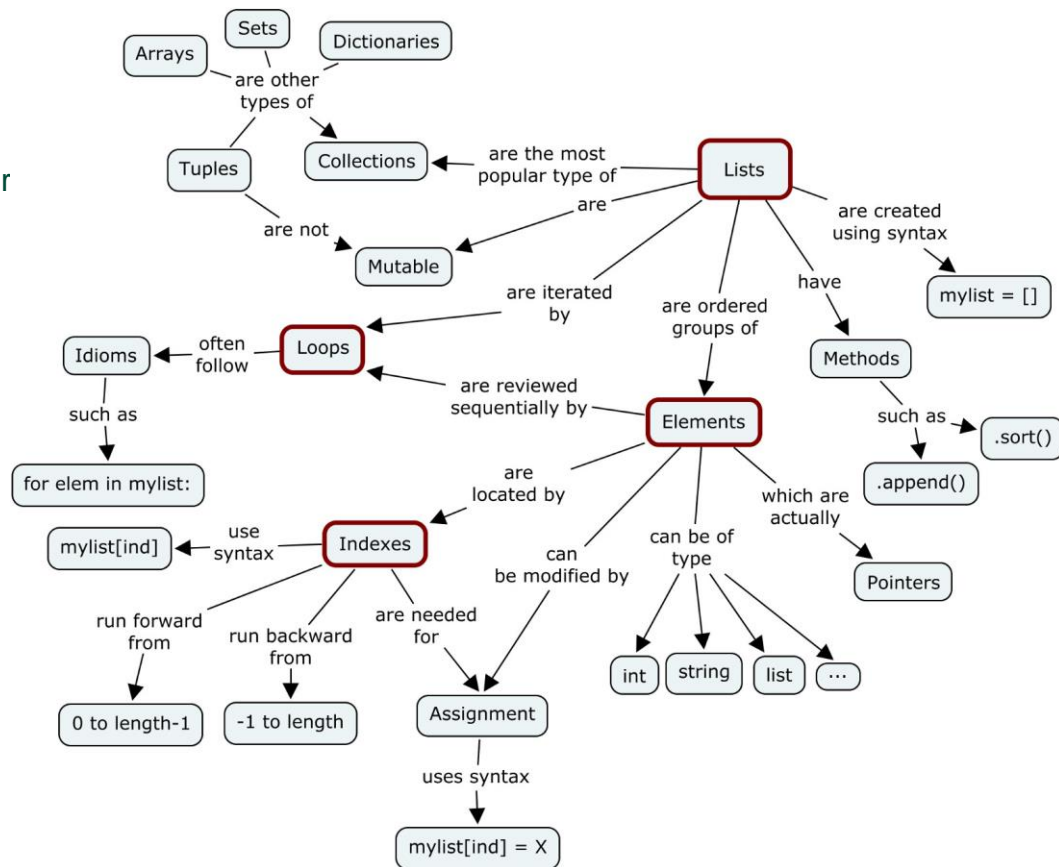 Sets
Arrays
Dictionaries
are other
types of
Tuples
Collections
are the most
popular type of
Lists
r
are
are not
Mutable
are created
using syntax
mylist = []
have
are iterated
by
are ordered
groups of
Idioms
often
follow
Loops
Methods
such as
are reviewed
sequentially by
Elements
such as
.sort()
.append()
for elem in mylist:
are
located by
which are
actually
mylist[ind]
use
syntax
Indexes
can
be modified by
can be of
type
Pointers
run forward
from
run backward
from
are needed
for
int
string
list
...
0 to length-1
-1 to length
Assignment
uses syntax
mylist[ind] = X